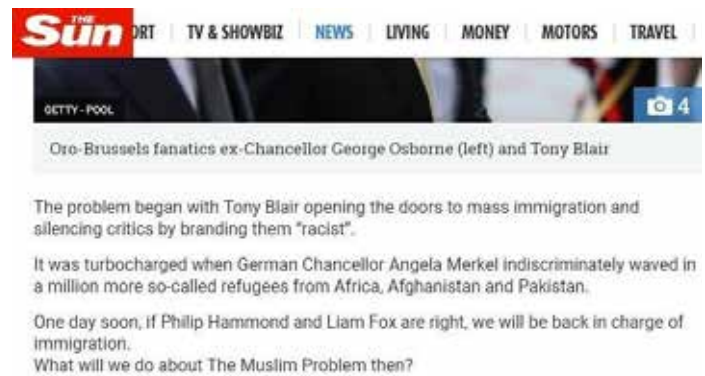 THE
Sun
RT TV & SHOWBIZ NEWS LIVING MONEY MOTORS TRAVEL
GETTY - POOL
4
Oro-Brussels fanatics ex-Chancellor George Osborne (left) and Tony Blair
The problem began with Tony Blair opening the doors to mass immigration and
silencing critics by branding them "racist".
It was turbocharged when German Chancellor Angela Merkel indiscriminately waved in
a million more so-called refugees from Africa, Afghanistan and Pakistan.
One day soon, if Philip Hammond and Liam Fox are right, we will be back in charge of
immigration.
What will we do about The Muslim Problem then?